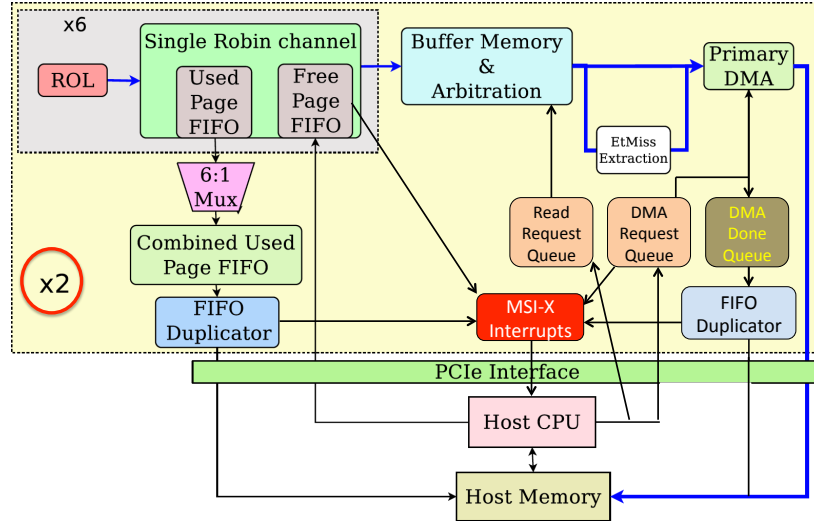 x6
Single Robin channel
ROL
Used
Page
FIFO
Free
Page
FIFO
Buffer Memory
&
Arbitration
Primary
DMA
EtMiss
Extraction
6:1
Mux.
Read
Request
Queue
DMA
Request
Queue
DMA
Done
Queue
Combined Used
Page FIFO
x2
FIFO
Duplicator
MSI-X
Interrupts
FIFO
Duplicator
PCIe Interface
Host CPU
Host Memory